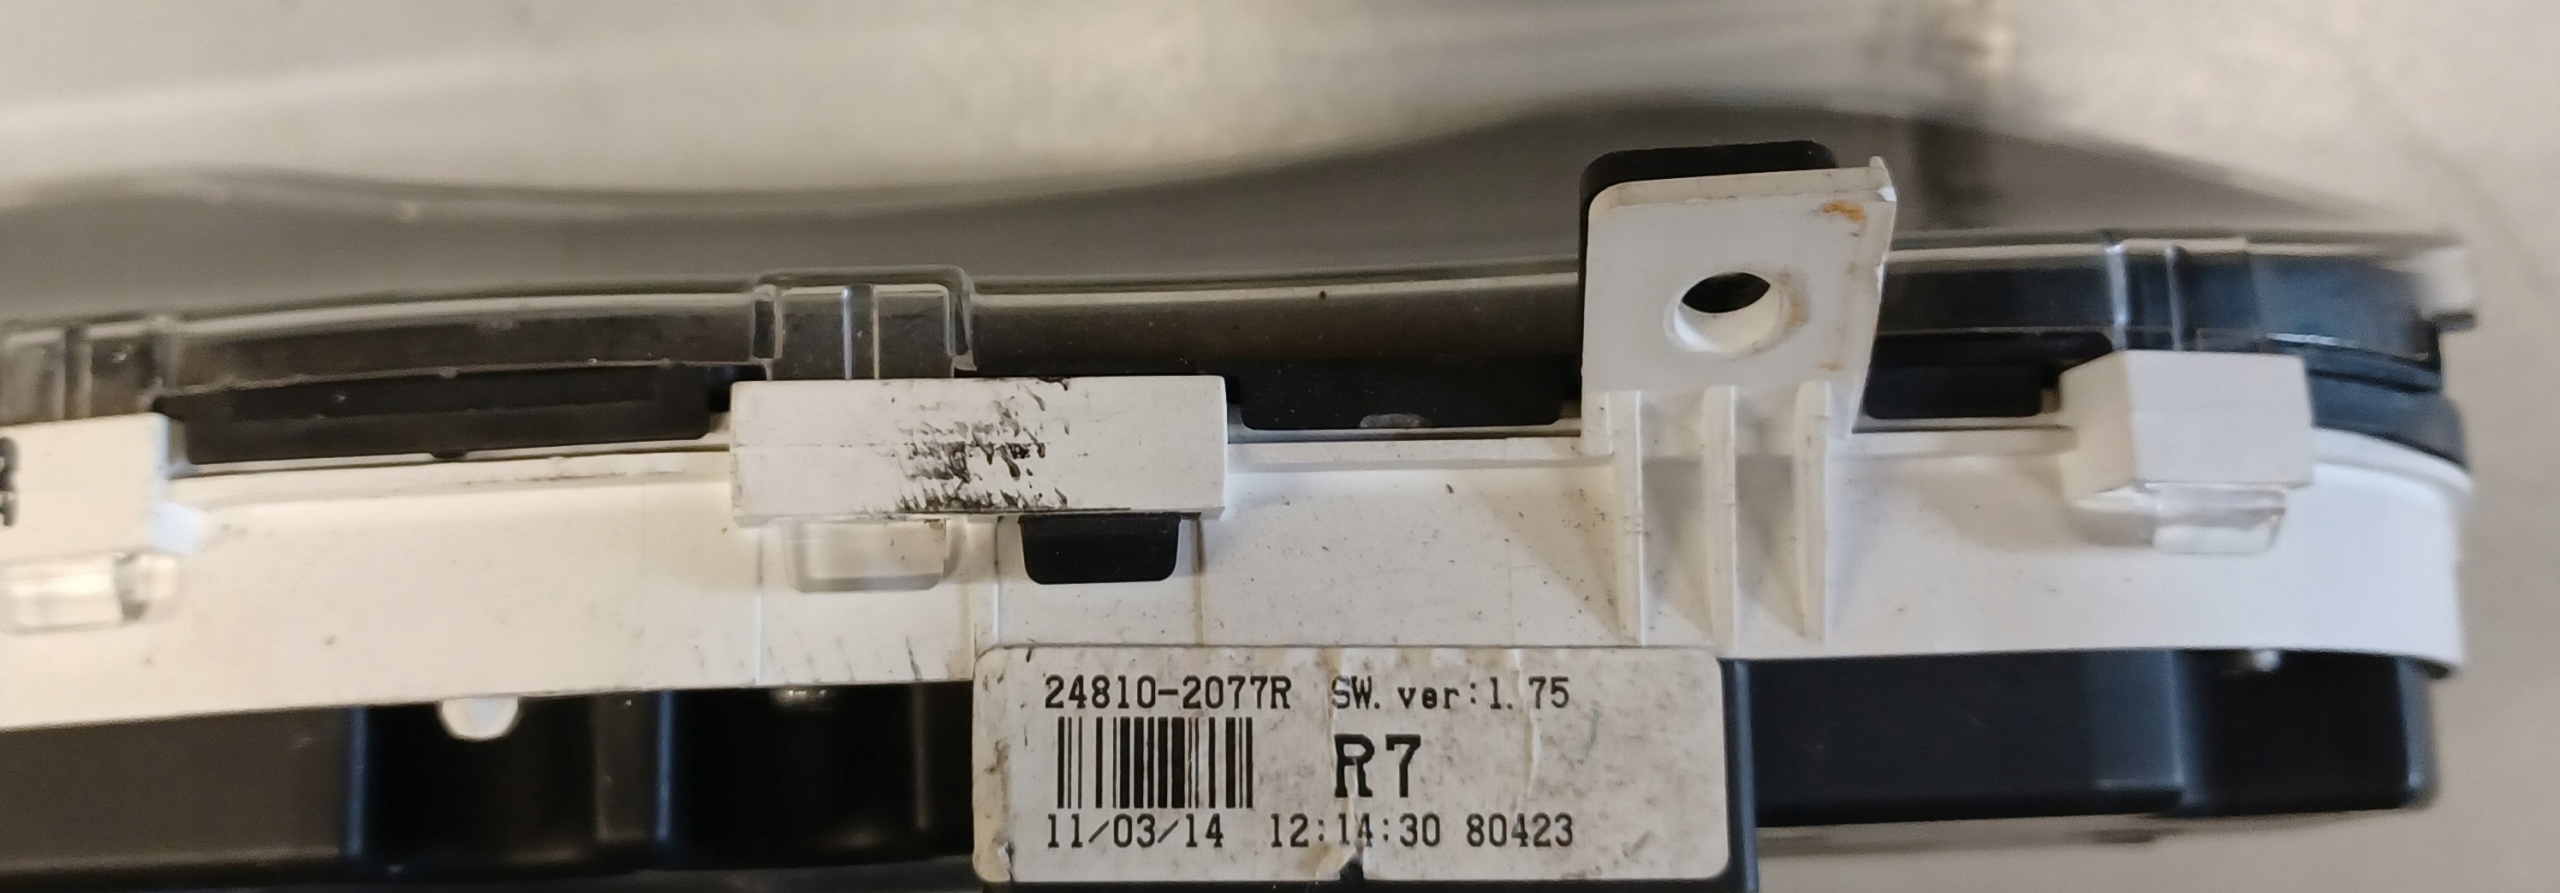 24810-2077R SW. ver:1.75
R7
11/03/14 12:14:30 80423